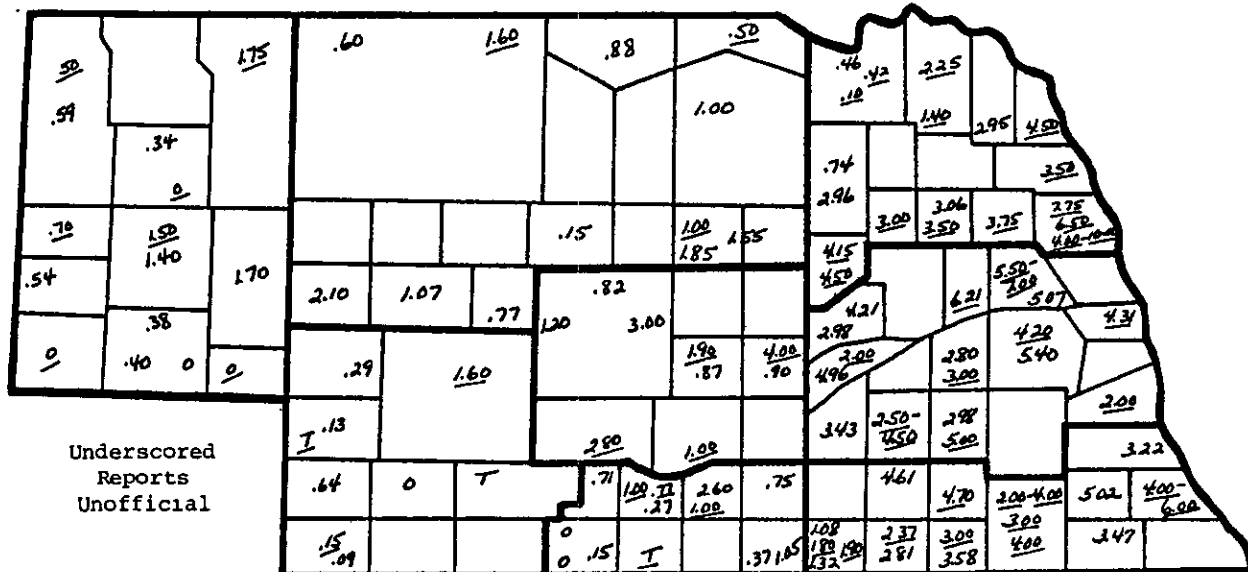 .60 1.60 .88 .50
.50 1.75 .46 .42 2.25
.59 .10
1.00 1.40 2.95 4.50
.34 .74 2.50
0 2.96
3.00 3.06 3.75 2.75
3.50 6.50
.70 1.50 .15 1.00 1.55 4.15
1.40 1.85 4.50
.54 1.70 5.50-
2.10 1.07 .77 .82 6.21 5.07
4.21 4.31
.38 1.20 3.00 2.98 4.20
5.40
0 .40 0 0 .29 1.60 1.90 4.00 2.00 2.80
.87 .90 4.96 3.00
2.00
T .13 3.43 2.50- 2.98
2.80 1.00 4.50 5.00
Underscored 3.22
Reports .64 0 T .71 1.00 .77 2.60 .75 4.61 4.70 2.00-4.00 5.02 4.00-
Unofficial .27 1.00 3.00 6.00
.15 0 1.08 2.37 3.00 4.00 3.47
.09 0 .15 T .37 1.05 1.80 1.90 2.81 3.58
1.32